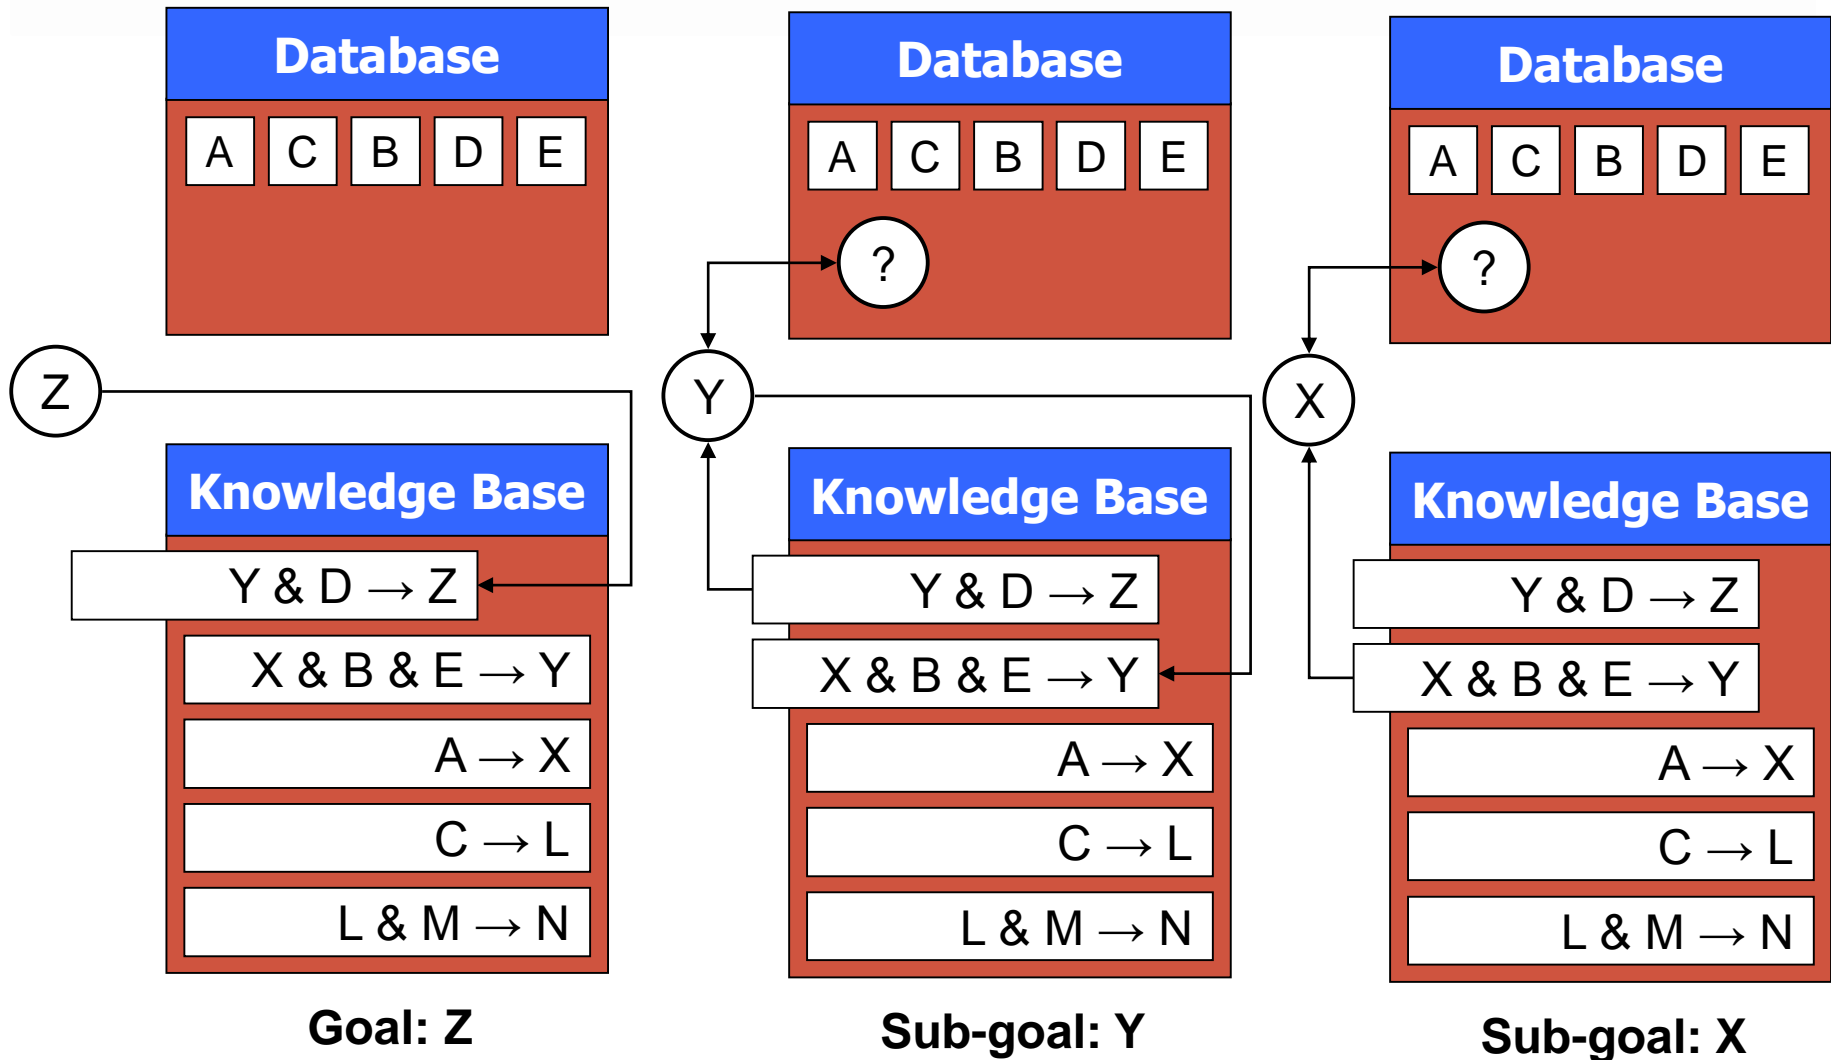 Database
A C B D E
Z
Knowledge Base
Y & D → Z
X & B & E → Y
A → X
C → L
L & M → N
Goal: Z
Database
A C B D E
?
Y
Knowledge Base
Y & D → Z
X & B & E → Y
A → X
C → L
L & M → N
Sub-goal: Y
Database
A C B D E
?
X
Knowledge Base
Y & D → Z
X & B & E → Y
A → X
C → L
L & M → N
Sub-goal: X